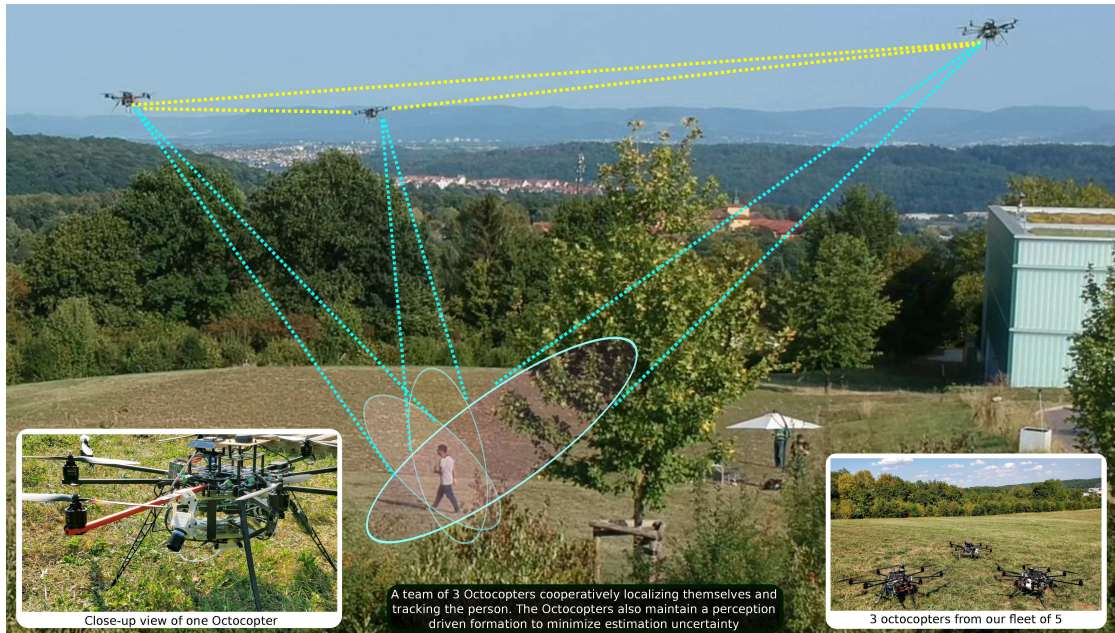 A team of 3 Octocopters cooperatively localizing themselves and
tracking the person. The Octocopters also maintain a perception
driven formation to minimize estimation uncertainty
Close-up view of one Octocopter
3 octocopters from our fleet of 5